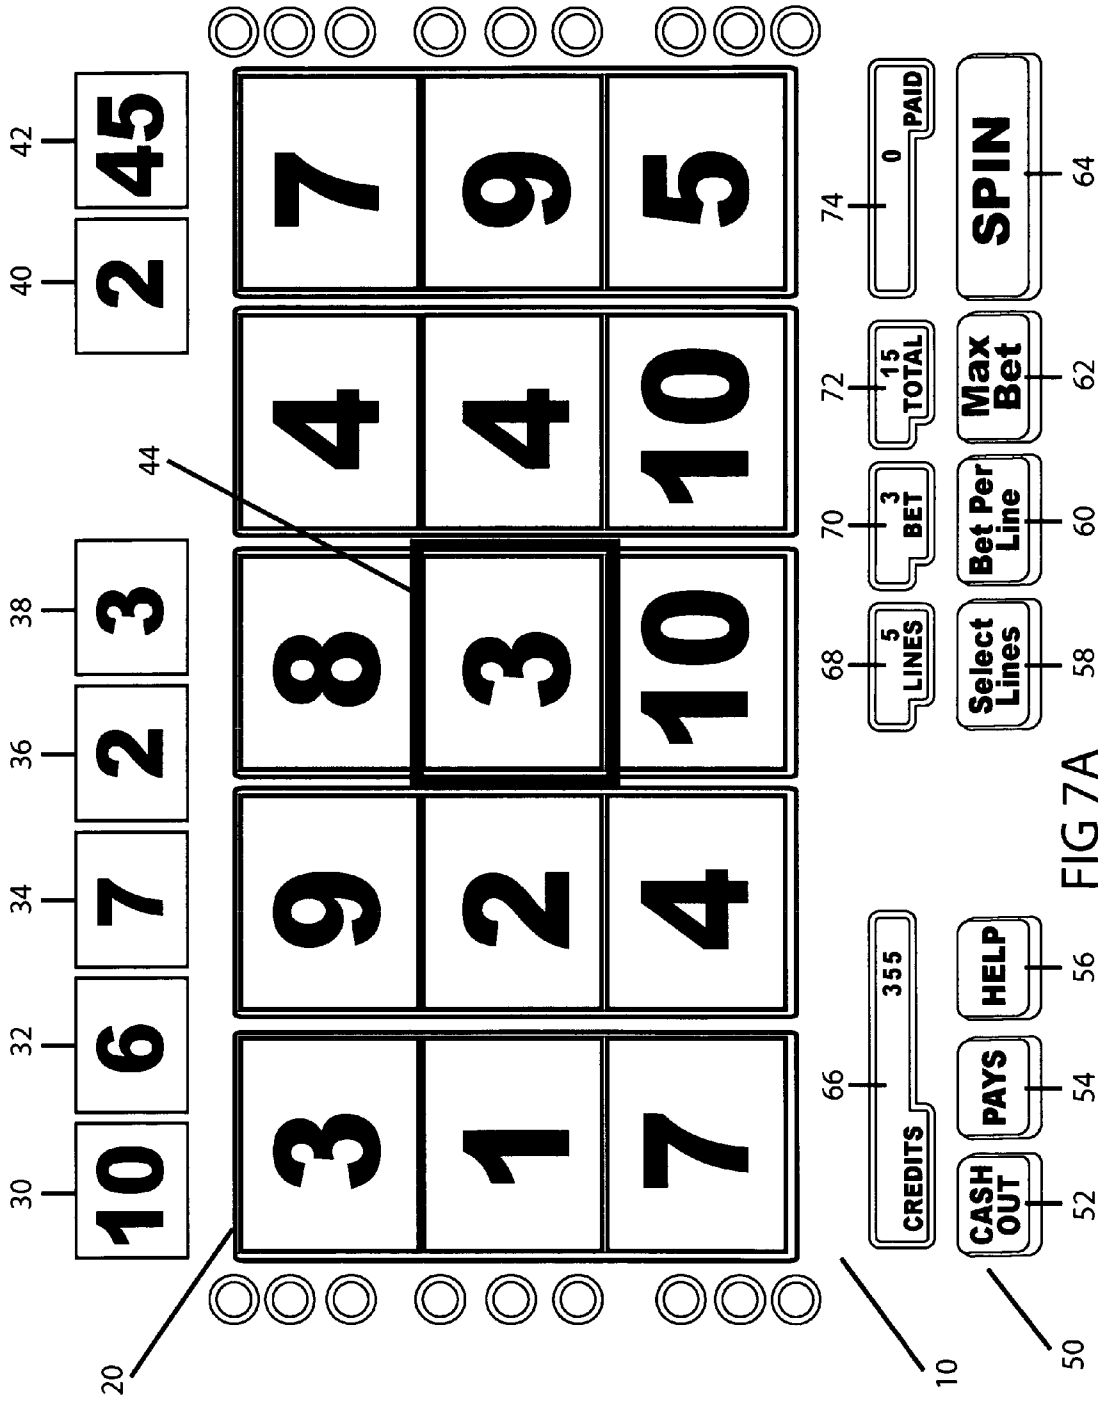 30 32 34 36 38 40 42
10 6 7 2 3 2 45
20 44
3 9 8 4 7
1 2 3 4 9
7 4 10 10 5
10 66 68 70 72 74
CREDITS 355
5 LINES
3 BET
15 TOTAL
0 PAID
CASH OUT
PAYS
HELP
Select Lines
Bet Per Line
Max Bet
SPIN
50 52 54 56 58 60 62 64
FIG 7A